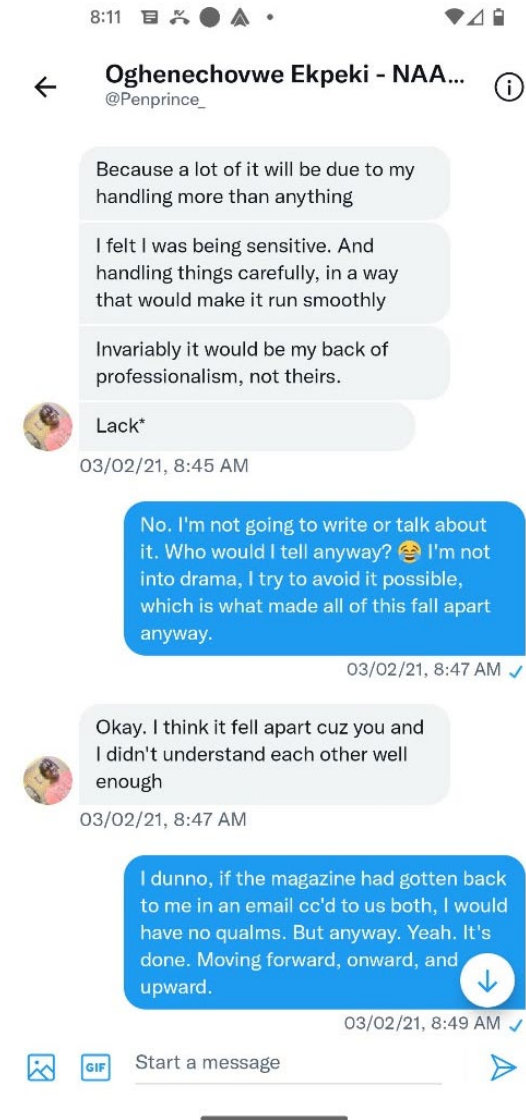 8:11
Oghenechovwe Ekpeki - NAA...
@Penprince_
Because a lot of it will be due to my
handling more than anything
I felt I was being sensitive. And
handling things carefully, in a way
that would make it run smoothly
Invariably it would be my back of
professionalism, not theirs.
Lack*
03/02/21, 8:45 AM
No. I'm not going to write or talk about
it. Who would I tell anyway? 😂 I'm not
into drama, I try to avoid it possible,
which is what made all of this fall apart
anyway.
03/02/21, 8:47 AM
Okay. I think it fell apart cuz you and
I didn't understand each other well
enough
03/02/21, 8:47 AM
I dunno, if the magazine had gotten back
to me in an email cc'd to us both, I would
have no qualms. But anyway. Yeah. It's
done. Moving forward, onward, and
upward.
03/02/21, 8:49 AM
GIF
Start a message